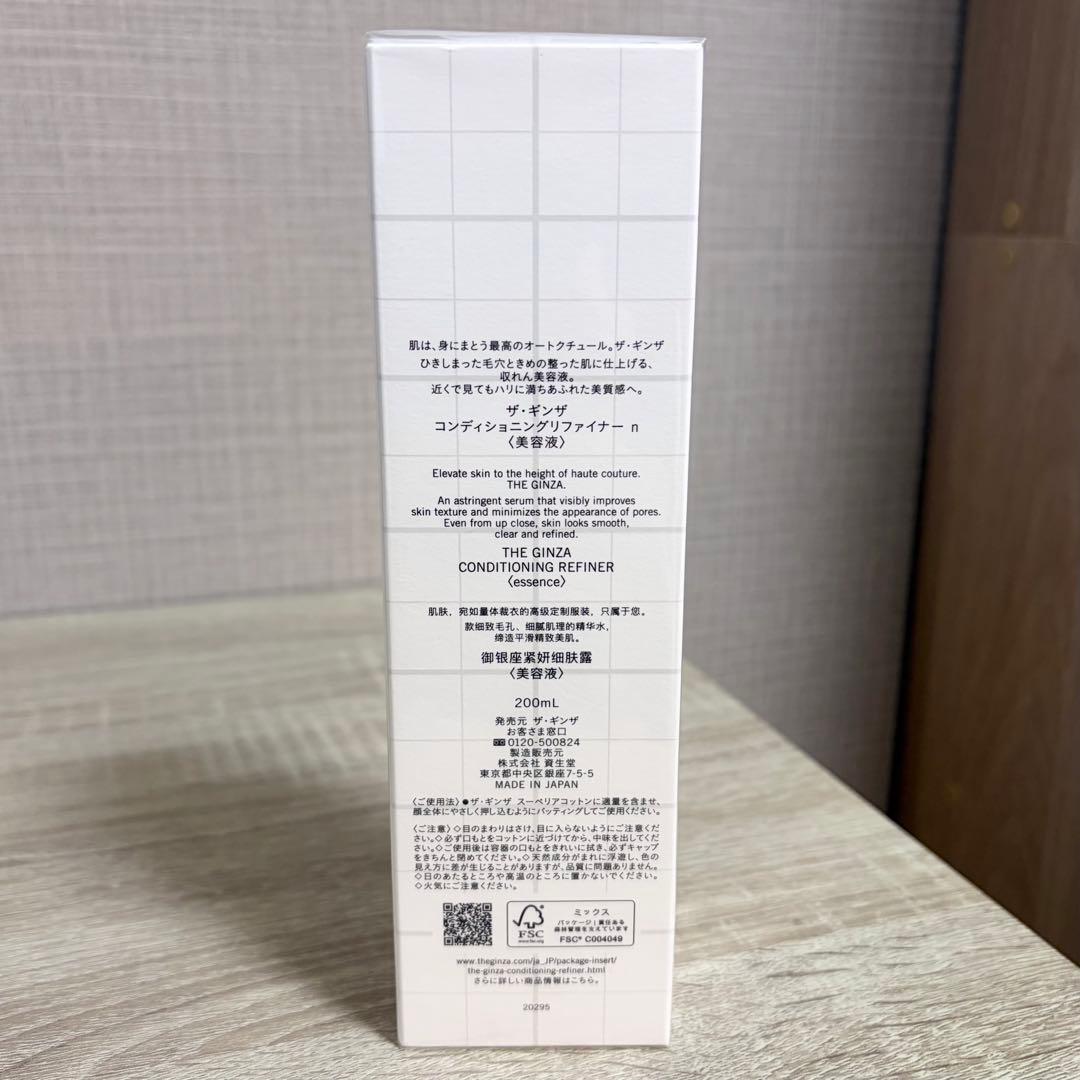 肌は、身にまとう最高のオートクチュール。ザ・ギンザ
ひきしまった毛穴ときめの整った肌に仕上げる、
収れん美容液。
近くで見てもハリに満ちあふれた美質感へ。
ザ・ギンザ
コンディショニングリファイナー n
〈美容液〉
Elevate skin to the height of haute couture.
THE GINZA.
An astringent serum that visibly improves
skin texture and minimizes the appearance of pores.
Even from up close, skin looks smooth,
clear and refined.
THE GINZA
CONDITIONING REFINER
〈essence〉
肌肤，宛如量体裁衣的高级定制服装，只属于您。
款细致毛孔、细腻肌理的精华水，
缔造平滑精致美肌。
御银座紧妍细肤露
〈美容液〉
200mL
発売元 ザ・ギンザ
お客さま窓口
0120-500824
製造販売元
株式会社 資生堂
東京都中央区銀座7-5-5
MADE IN JAPAN
〈ご使用法〉●ザ・ギンザ スーペリアコットンに適量を含ませ、
顔全体にやさしく押し込むようにパッティングしてご使用ください。
〈ご注意〉◇目のまわりはさけ、目に入らないようにご注意くだ
さい。◇必ず口もとをコットンに近づけてから、中味を出してくだ
さい。◇ご使用後は容器の口もとをきれいに拭き、必ずキャップ
をきちんと閉めてください。◇天然成分がまれに浮遊し、色の
見え方に差が生じることがありますが、品質に問題ありません。
◇日のあたるところや高温のところに置かないでください。
◇火気にご注意ください。
FSC
www.fsc.org
ミックス
パッケージ｜責任ある
森林管理を支えています
FSC® C004049
www.theginza.com/ja_JP/package-insert/
the-ginza-conditioning-refiner.html
さらに詳しい商品情報はこちら。
20295